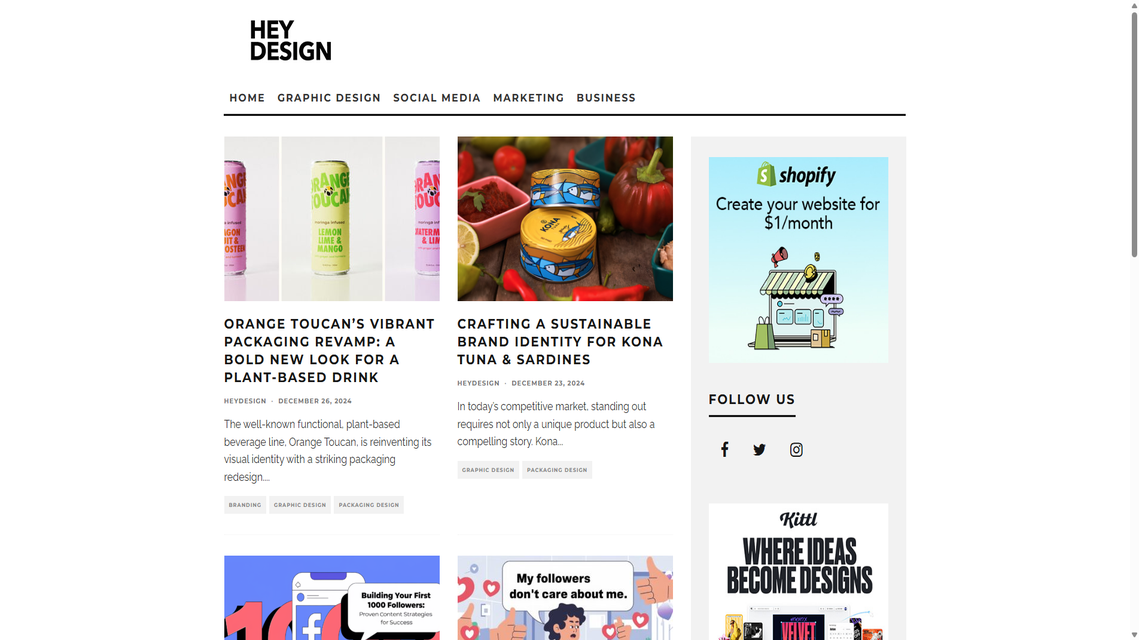 HEY
DESIGN
HOME GRAPHIC DESIGN SOCIAL MEDIA MARKETING BUSINESS
LEMON
LIME &
MANGO
KONA
ORANGE TOUCAN’S VIBRANT
PACKAGING REVAMP: A
BOLD NEW LOOK FOR A
PLANT-BASED DRINK
HEYDESIGN · DECEMBER 26, 2024
The well-known functional, plant-based
beverage line, Orange Toucan, is reinventing its
visual identity with a striking packaging
redesign...
BRANDING GRAPHIC DESIGN PACKAGING DESIGN
CRAFTING A SUSTAINABLE
BRAND IDENTITY FOR KONA
TUNA & SARDINES
HEYDESIGN · DECEMBER 23, 2024
In today’s competitive market, standing out
requires not only a unique product but also a
compelling story. Kona...
GRAPHIC DESIGN PACKAGING DESIGN
Building Your First
1000 Followers:
Proven Content Strategies
for Success
My followers
don't care about me.
shopify
Create your website for
$1/month
FOLLOW US
Kittl
WHERE IDEAS
BECOME DESIGNS
VELVET